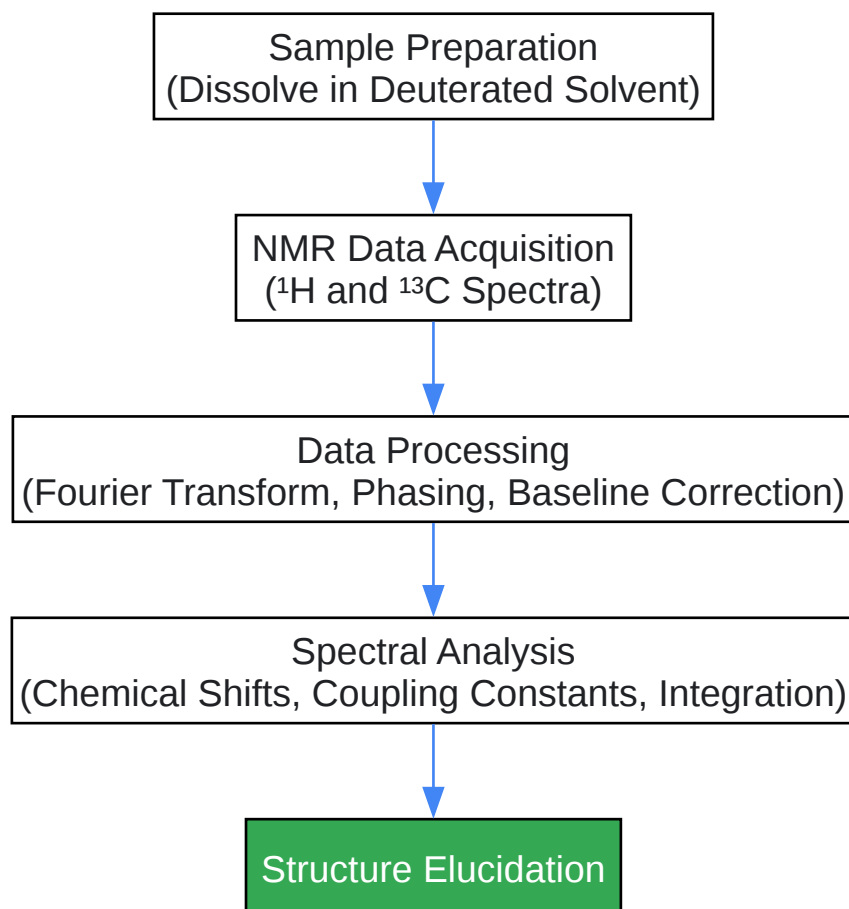 Sample Preparation
(Dissolve in Deuterated Solvent)
NMR Data Acquisition
(¹H and ¹³C Spectra)
Data Processing
(Fourier Transform, Phasing, Baseline Correction)
Spectral Analysis
(Chemical Shifts, Coupling Constants, Integration)
Structure Elucidation